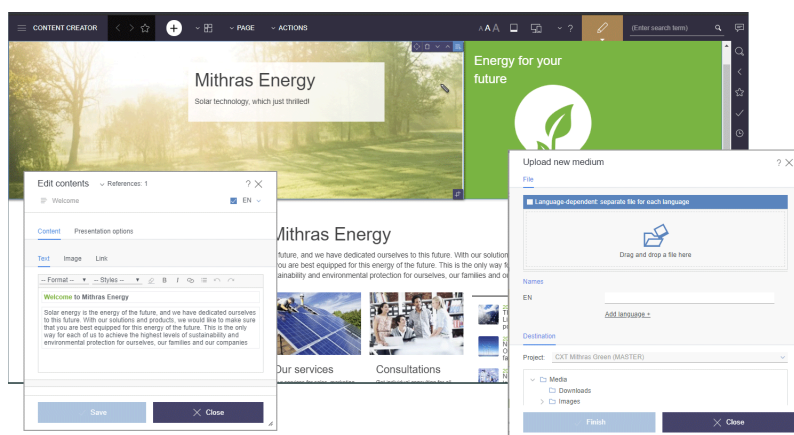 CONTENT CREATOR
PAGE
ACTIONS
A A A
?
(Enter search term)
Mithras Energy
Solar technology, which just thrilled!
Energy for your
future
Edit contents
References: 1
?
Welcome
EN
Content
Presentation options
Text
Image
Link
-- Format --
-- Styles --
B
I
Welcome to Mithras Energy
Solar energy is the energy of the future, and we have dedicated ourselves
to this future. With our solutions and products, we would like to make sure
that you are best equipped for this energy of the future. This is the only
way for each of us to achieve the highest levels of sustainability and
environmental protection for ourselves, our families and our companies
Save
Close
Mithras Energy
future, and we have dedicated ourselves to this future. With our solution
you are best equipped for this energy of the future. This is the only way f
ainability and environmental protection for ourselves, our families and o
Our services
Consultations
Upload new medium
?
File
Language-dependent: separate file for each language
Drag and drop a file here
Names
EN
Add language +
Destination
Project:
CXT Mithras Green (MASTER)
Media
Downloads
Images
Finish
Close